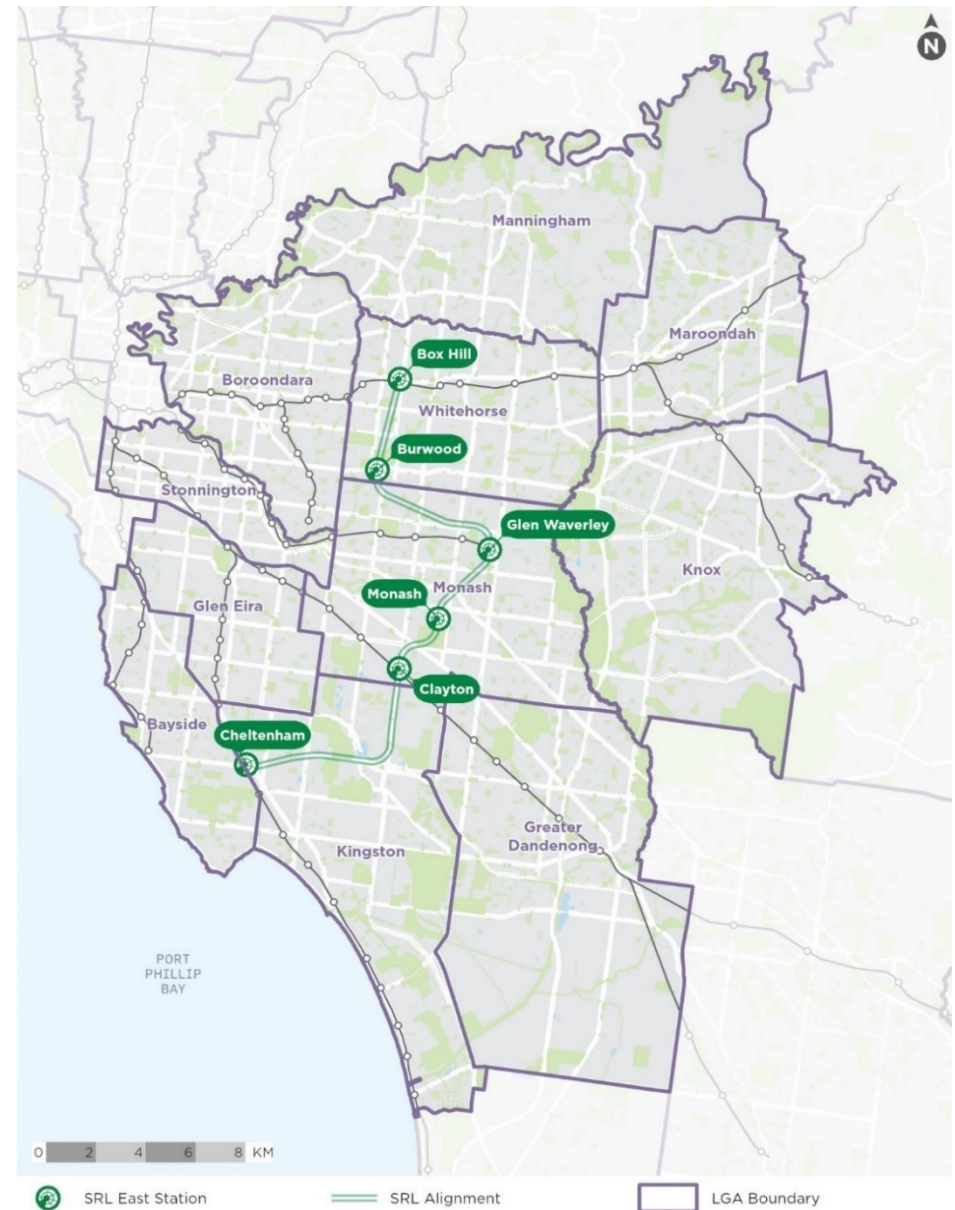 N
Manningham
Maroondah
Box Hill
Boroondara
Whitehorse
Burwood
Stonnington
Glen Waverley
Knox
Monash
Monash
Glen Eira
Clayton
Bayside
Cheltenham
Greater
Dandenong
Kingston
PORT
PHILLIP
BAY
0 2 4 6 8 KM
SRL East Station
SRL Alignment
LGA Boundary